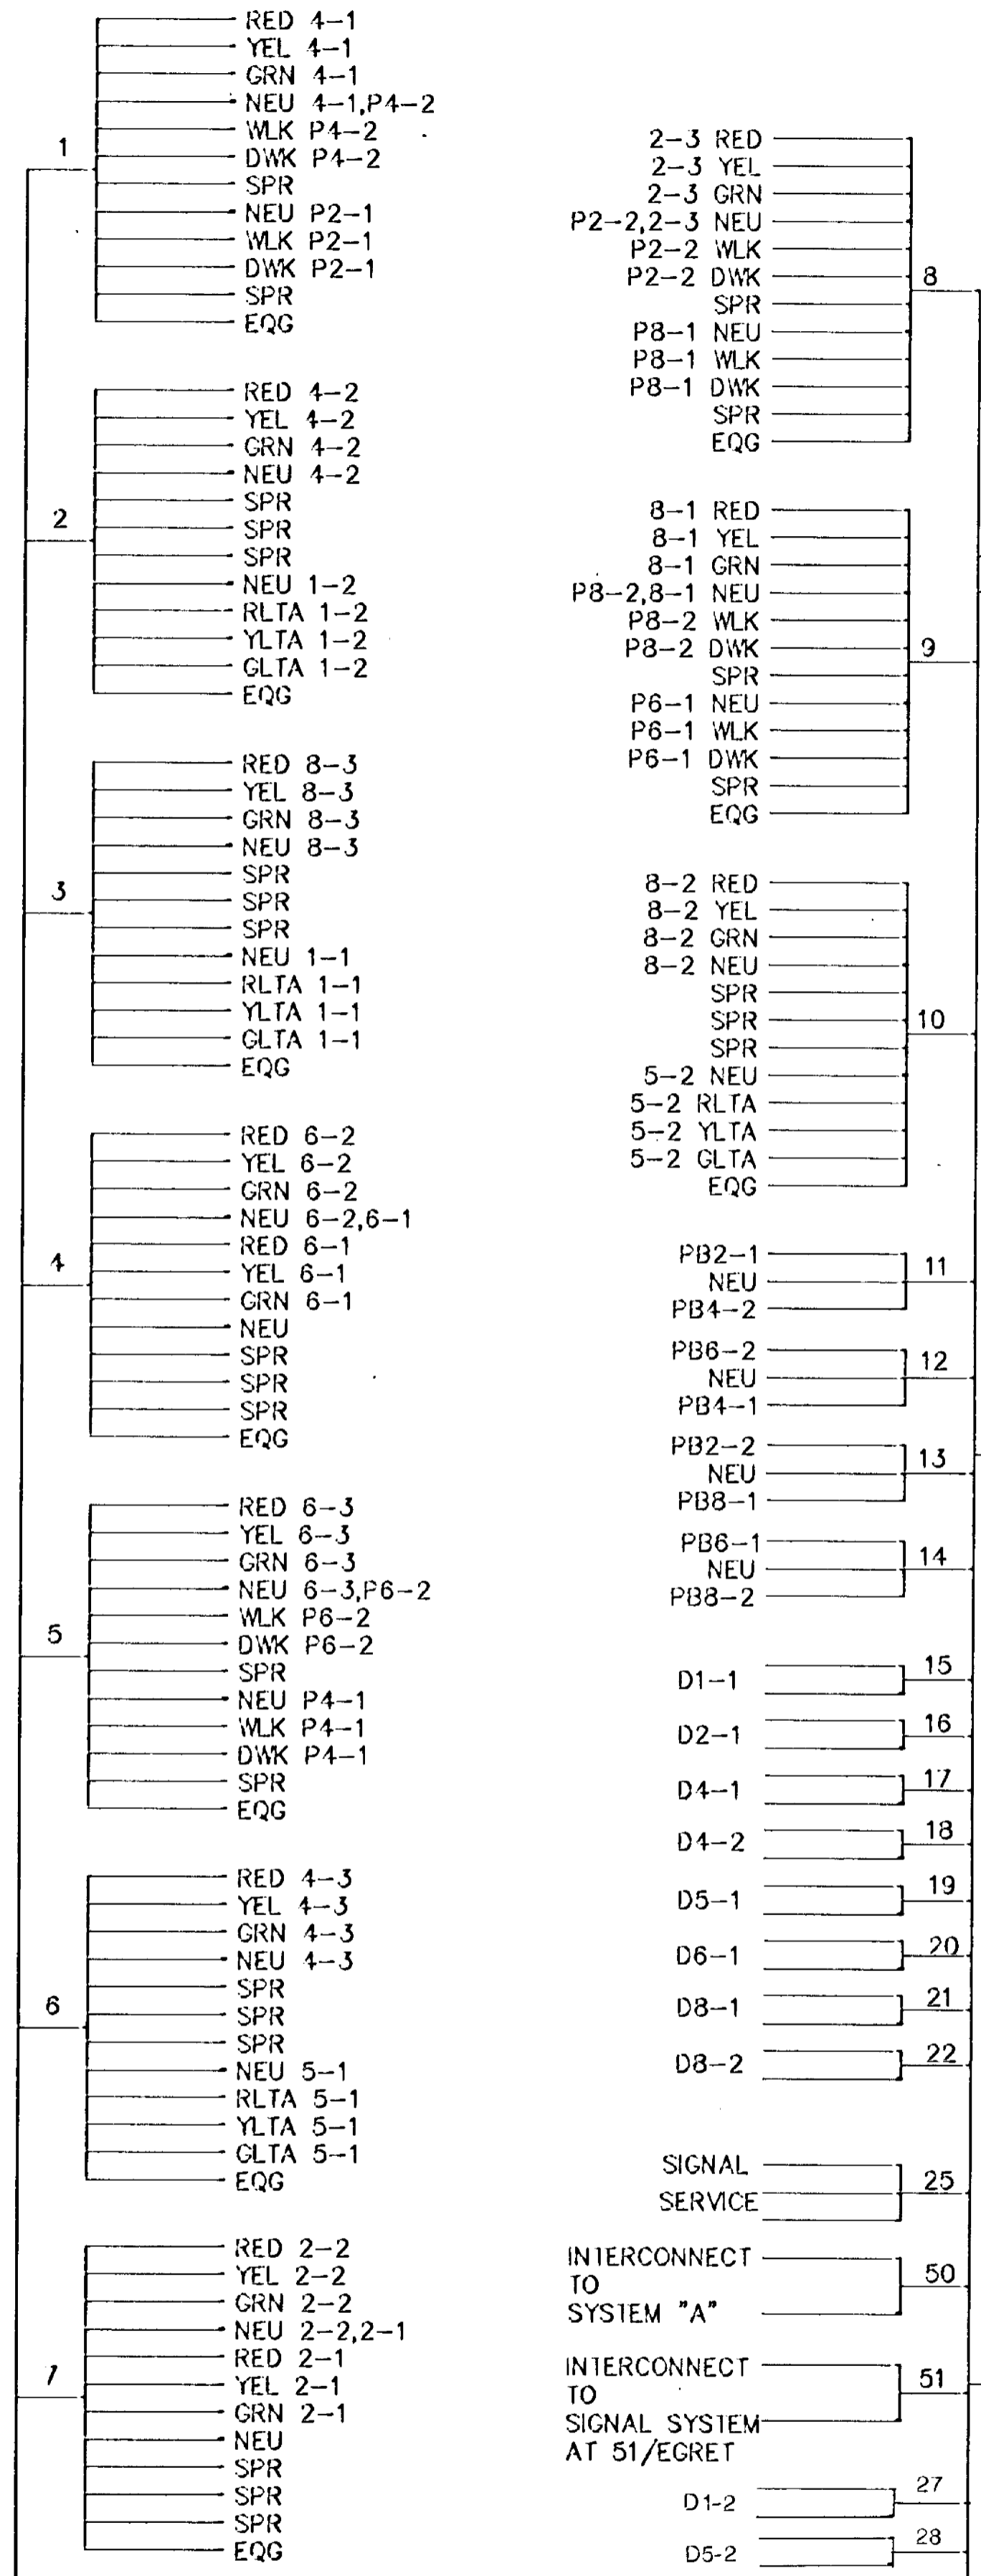 1
RED 4-1
YEL 4-1
GRN 4-1
NEU 4-1,P4-2
WLK P4-2
DWK P4-2
SPR
NEU P2-1
WLK P2-1
DWK P2-1
SPR
EQG
2
RED 4-2
YEL 4-2
GRN 4-2
NEU 4-2
SPR
SPR
SPR
NEU 1-2
RLTA 1-2
YLTA 1-2
GLTA 1-2
EQG
3
RED 8-3
YEL 8-3
GRN 8-3
NEU 8-3
SPR
SPR
SPR
NEU 1-1
RLTA 1-1
YLTA 1-1
GLTA 1-1
EQG
4
RED 6-2
YEL 6-2
GRN 6-2
NEU 6-2,6-1
RED 6-1
YEL 6-1
GRN 6-1
NEU
SPR
SPR
SPR
EQG
5
RED 6-3
YEL 6-3
GRN 6-3
NEU 6-3,P6-2
WLK P6-2
DWK P6-2
SPR
NEU P4-1
WLK P4-1
DWK P4-1
SPR
EQG
6
RED 4-3
YEL 4-3
GRN 4-3
NEU 4-3
SPR
SPR
SPR
NEU 5-1
RLTA 5-1
YLTA 5-1
GLTA 5-1
EQG
7
RED 2-2
YEL 2-2
GRN 2-2
NEU 2-2,2-1
RED 2-1
YEL 2-1
GRN 2-1
NEU
SPR
SPR
SPR
EQG
2-3 RED
2-3 YEL
2-3 GRN
P2-2,2-3 NEU
P2-2 WLK
P2-2 DWK
SPR
P8-1 NEU
P8-1 WLK
P8-1 DWK
SPR
EQG
8
8-1 RED
8-1 YEL
8-1 GRN
P8-2,8-1 NEU
P8-2 WLK
P8-2 DWK
SPR
P6-1 NEU
P6-1 WLK
P6-1 DWK
SPR
EQG
9
8-2 RED
8-2 YEL
8-2 GRN
8-2 NEU
SPR
SPR
SPR
5-2 NEU
5-2 RLTA
5-2 YLTA
5-2 GLTA
EQG
10
PB2-1
NEU
PB4-2
11
PB6-2
NEU
PB4-1
12
PB2-2
NEU
PB8-1
13
PB6-1
NEU
PB8-2
14
D1-1 15
D2-1 16
D4-1 17
D4-2 18
D5-1 19
D6-1 20
D8-1 21
D8-2 22
SIGNAL
SERVICE
25
INTERCONNECT
TO
SYSTEM "A"
50
INTERCONNECT
TO
SIGNAL SYSTEM
AT 51/EGRET
51
D1-2 27
D5-2 28